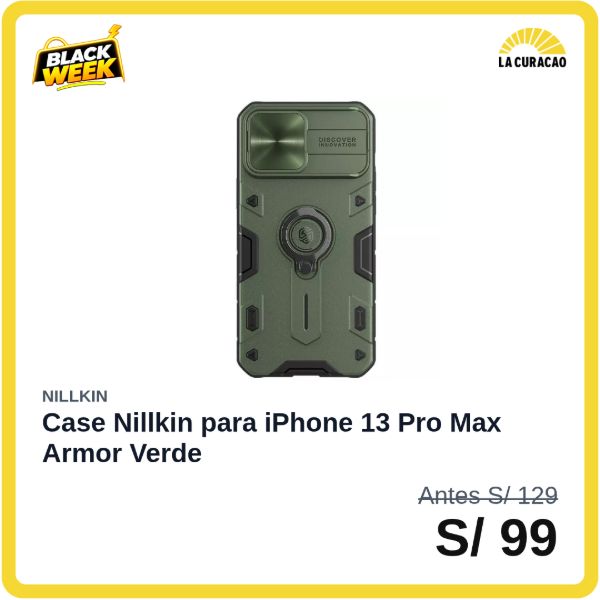 BLACK
WEEK
LA CURACAO
DISCOVER
INNOVATION
NILLKIN
Case Nillkin para iPhone 13 Pro Max
Armor Verde
Antes S/ 129
S/ 99